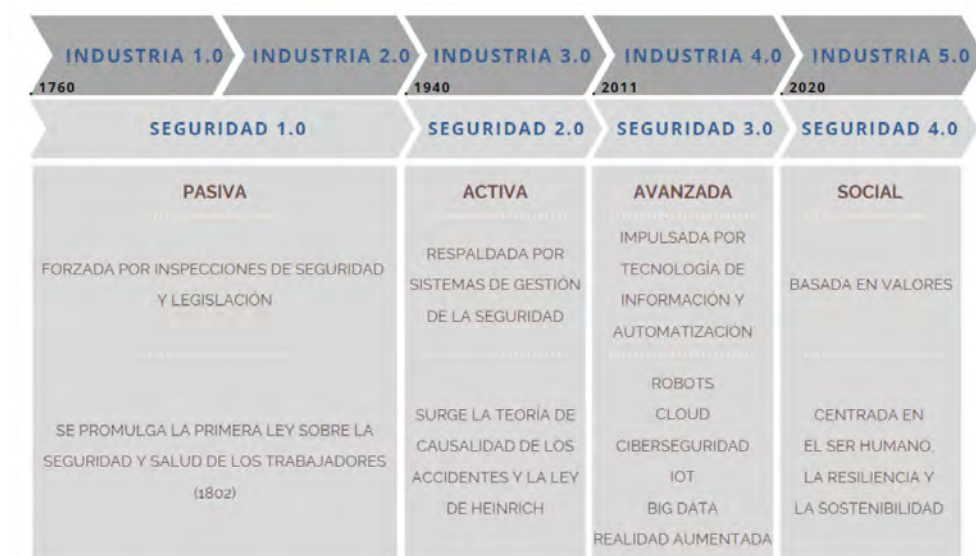 INDUSTRIA 1.0 INDUSTRIA 2.0 INDUSTRIA 3.0 INDUSTRIA 4.0 INDUSTRIA 5.0
.1760 .1940 .2011 .2020
SEGURIDAD 1.0 SEGURIDAD 2.0 SEGURIDAD 3.0 SEGURIDAD 4.0
PASIVA
FORZADA POR INSPECCIONES DE SEGURIDAD
Y LEGISLACIÓN
SE PROMULGA LA PRIMERA LEY SOBRE LA
SEGURIDAD Y SALUD DE LOS TRABAJADORES
(1802)
ACTIVA
RESPALDADA POR
SISTEMAS DE GESTIÓN
DE LA SEGURIDAD
SURGE LA TEORÍA DE
CAUSALIDAD DE LOS
ACCIDENTES Y LA LEY
DE HEINRICH
AVANZADA
IMPULSADA POR
TECNOLOGÍA DE
INFORMACIÓN Y
AUTOMATIZACION
ROBOTS
CLOUD
CIBERSEGURIDAD
IOT
BIG DATA
REALIDAD AUMENTADA
SOCIAL
BASADA EN VALORES
CENTRADA EN
EL SER HUMANO,
LA RESILIENCIA Y
LA SOSTENIBILIDAD